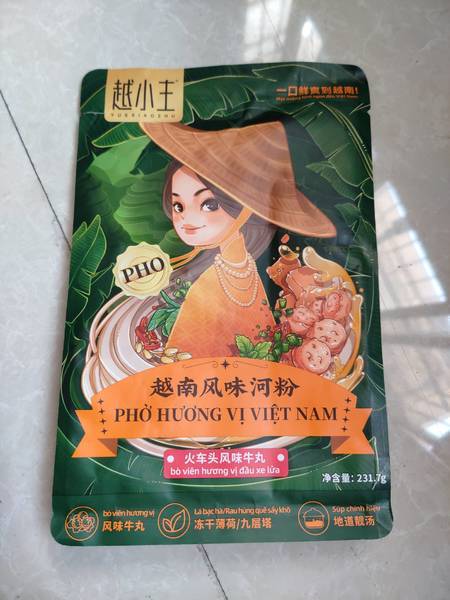 越小主
YUEXIAOZHU
一口鲜爽到越南!
PHO
越南风味河粉
PHỞ HƯƠNG VỊ VIỆT NAM
火车头风味牛丸
bò viên hương vị đầu xe lửa
净含量: 231.7g
bò viên hương vị
风味牛丸
Lá bạc hà/Rau húng quế sấy khô
冻干薄荷/九层塔
Súp chính hiệu
地道靓汤